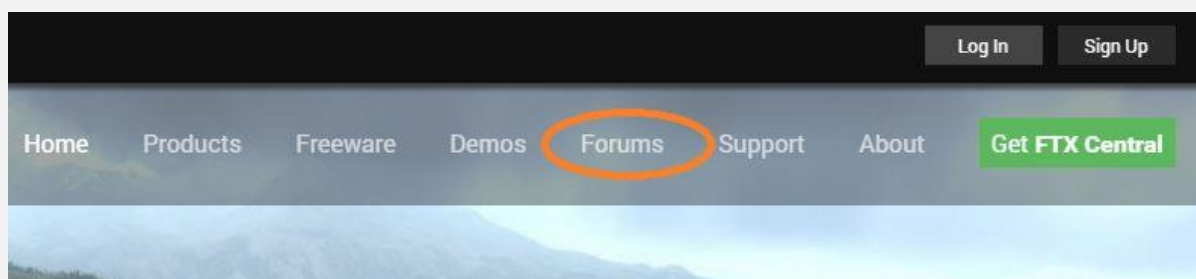 Log In Sign Up
Home Products Freeware Demos Forums Support About Get FTX Central